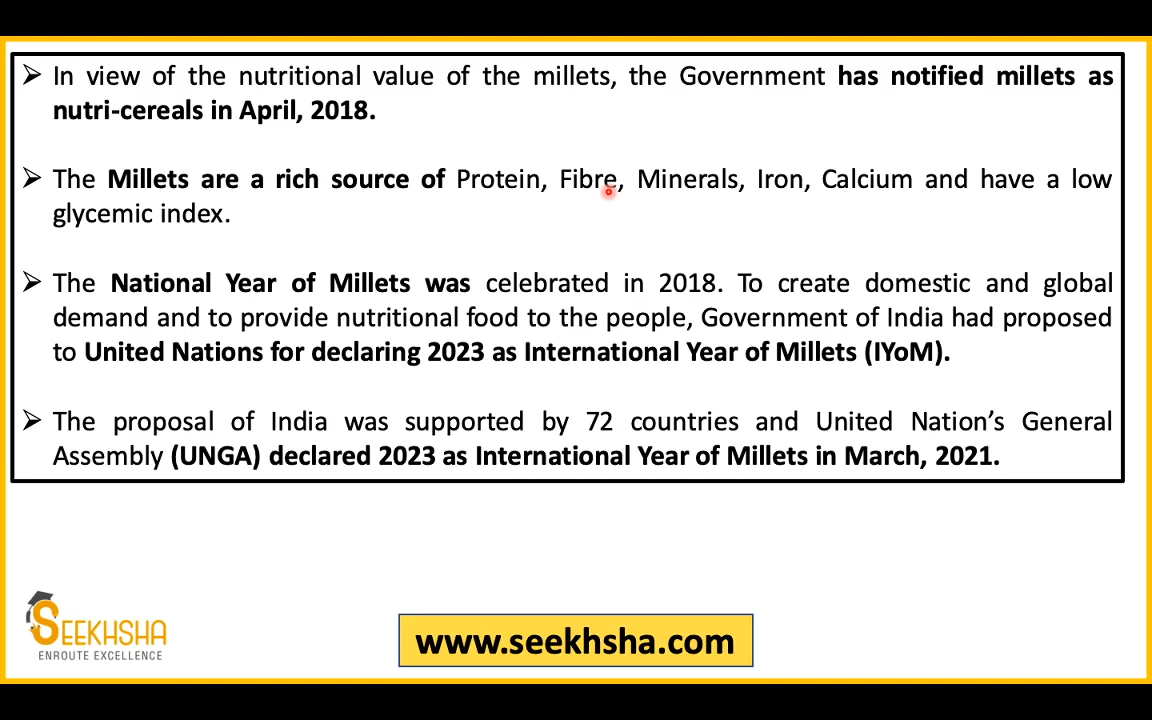 ➢ In view of the nutritional value of the millets, the Government has notified millets as
nutri-cereals in April, 2018.
➢ The Millets are a rich source of Protein, Fibre, Minerals, Iron, Calcium and have a low
glycemic index.
➢ The National Year of Millets was celebrated in 2018. To create domestic and global
demand and to provide nutritional food to the people, Government of India had proposed
to United Nations for declaring 2023 as International Year of Millets (IYoM).
➢ The proposal of India was supported by 72 countries and United Nation’s General
Assembly (UNGA) declared 2023 as International Year of Millets in March, 2021.
SEEKHSHA
ENROUTE EXCELLENCE
www.seekhsha.com